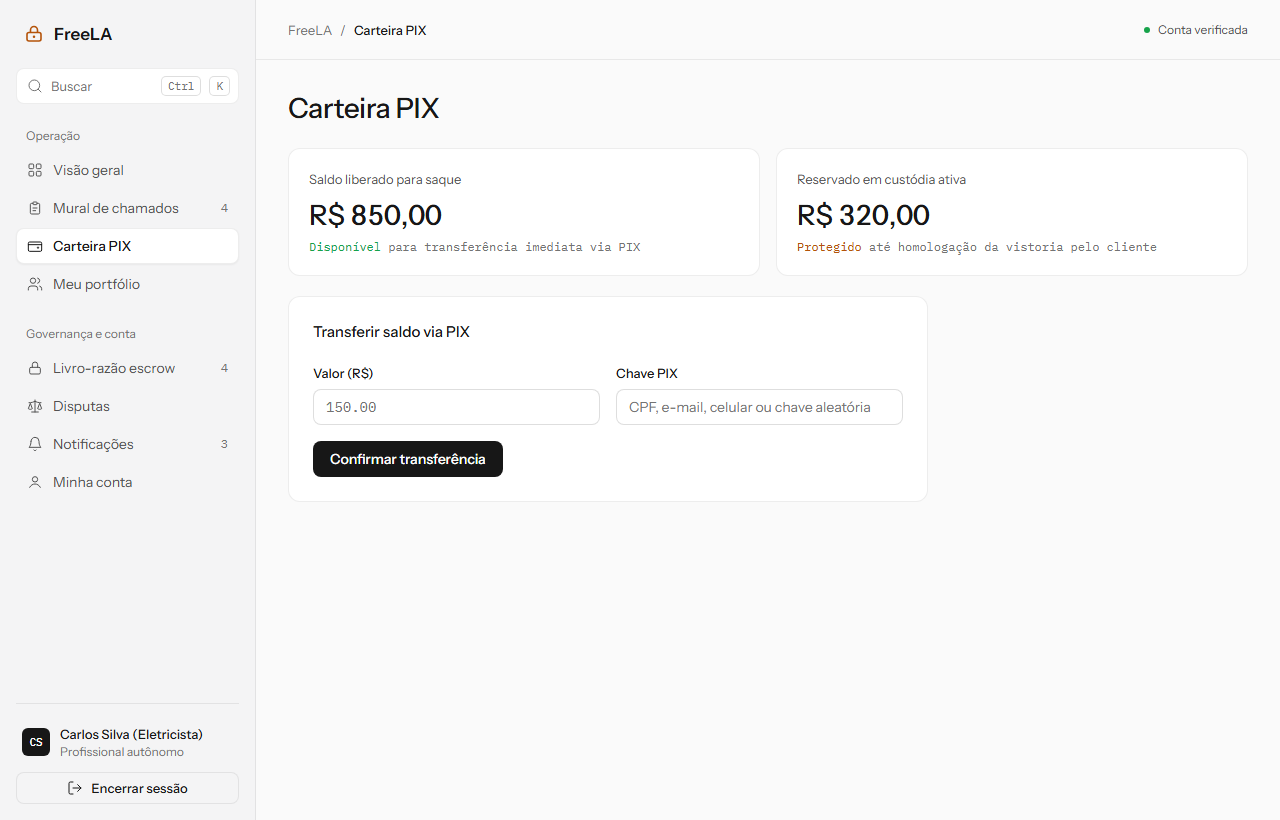 FreeLA
Buscar Ctrl K
Operação
Visão geral
Mural de chamados 4
Carteira PIX
Meu portfólio
Governança e conta
Livro-razão escrow 4
Disputas
Notificações 3
Minha conta
CS Carlos Silva (Eletricista)
Profissional autônomo
Encerrar sessão
FreeLA / Carteira PIX
Conta verificada
Carteira PIX
Saldo liberado para saque
R$ 850,00
Disponível para transferência imediata via PIX
Reservado em custódia ativa
R$ 320,00
Protegido até homologação da vistoria pelo cliente
Transferir saldo via PIX
Valor (R$)
150.00
Chave PIX
CPF, e-mail, celular ou chave aleatória
Confirmar transferência